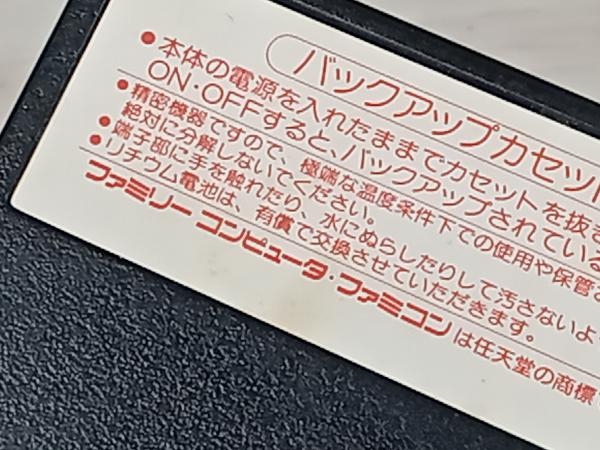 バックアップカセット
●本体の電源を入れたままでカセットを抜き
ON・OFFすると、バックアップされている
●精密機器ですので、極端な温度条件下での使用や保管
絶対に分解しないでください。
●端子部に手を触れたり、水にぬらしたりして汚さないよ
●リチウム電池は、有償で交換させていただきます。
ファミリー コンピュータ・ファミコンは任天堂の商標